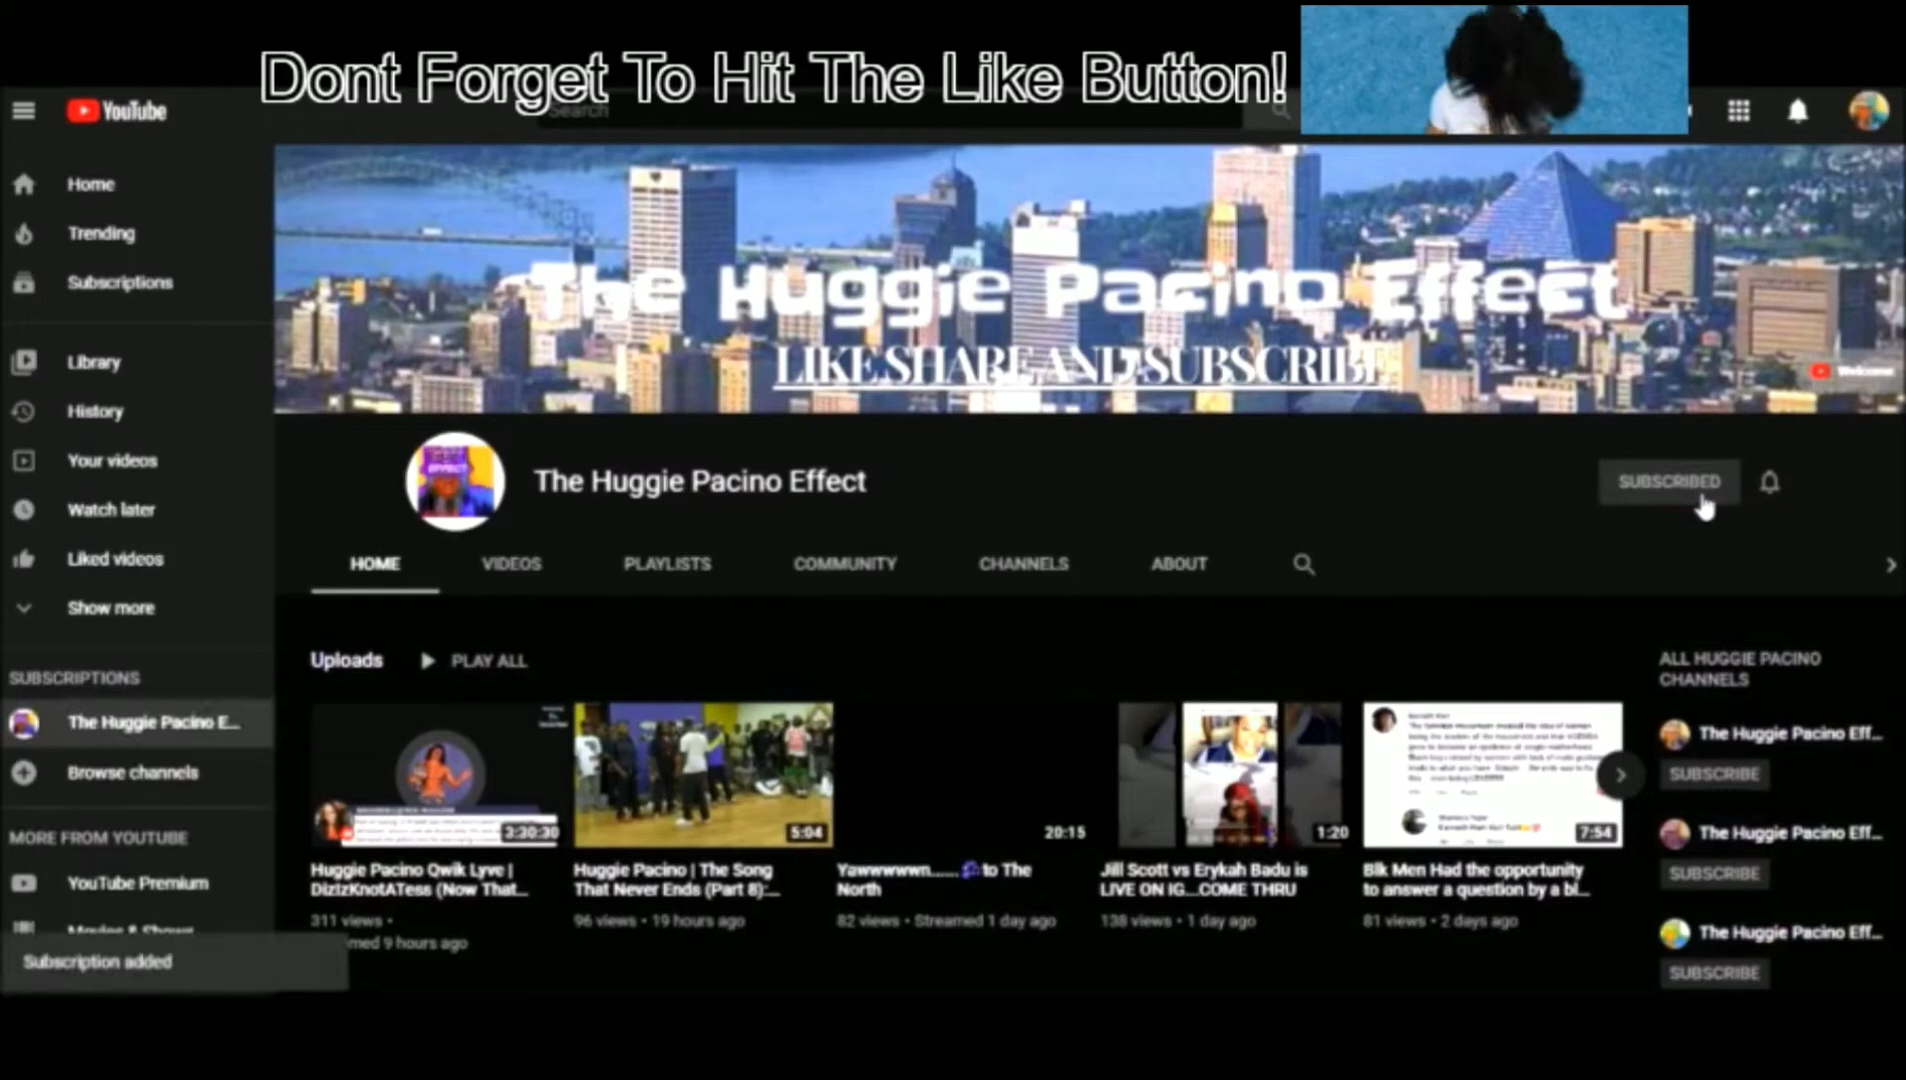 Dont Forget To Hit The Like Button!
YouTube
Search
Home
Trending
Subscriptions
Library
History
Your videos
Watch later
Liked videos
Show more
SUBSCRIPTIONS
The Huggie Pacino E...
Browse channels
MORE FROM YOUTUBE
YouTube Premium
Movies & Shows
Subscription added
The Huggie Pacino Effect
LIKE SHARE AND SUBSCRIBE
Welcome
The Huggie Pacino Effect
SUBSCRIBED
HOME
VIDEOS
PLAYLISTS
COMMUNITY
CHANNELS
ABOUT
Uploads
PLAY ALL
3:30:30
Huggie Pacino Qwik Lyve |
DizIzKnotATess (Now That...
311 views •
med 9 hours ago
5:04
Huggie Pacino | The Song
That Never Ends (Part 8):...
96 views • 19 hours ago
20:15
Yawwwwwn...... to The
North
82 views • Streamed 1 day ago
1:20
Jill Scott vs Erykah Badu is
LIVE ON IG...COME THRU
138 views • 1 day ago
7:54
Blk Men Had the opportunity
to answer a question by a bl...
81 views • 2 days ago
ALL HUGGIE PACINO
CHANNELS
The Huggie Pacino Eff...
SUBSCRIBE
The Huggie Pacino Eff...
SUBSCRIBE
The Huggie Pacino Eff...
SUBSCRIBE